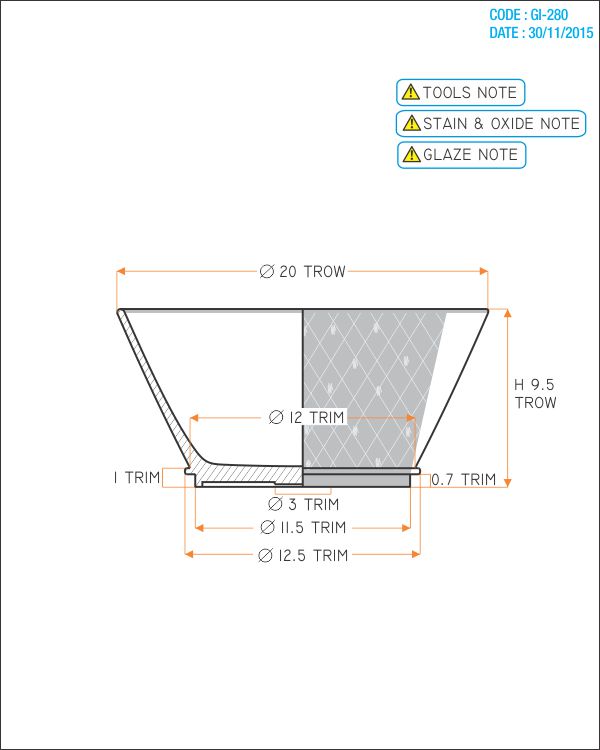 CODE : GI-280
DATE : 30/11/2015
TOOLS NOTE
STAIN & OXIDE NOTE
GLAZE NOTE
Ø 20 TROW
H 9.5
TROW
Ø 12 TRIM
1 TRIM
0.7 TRIM
Ø 3 TRIM
Ø 11.5 TRIM
Ø 12.5 TRIM